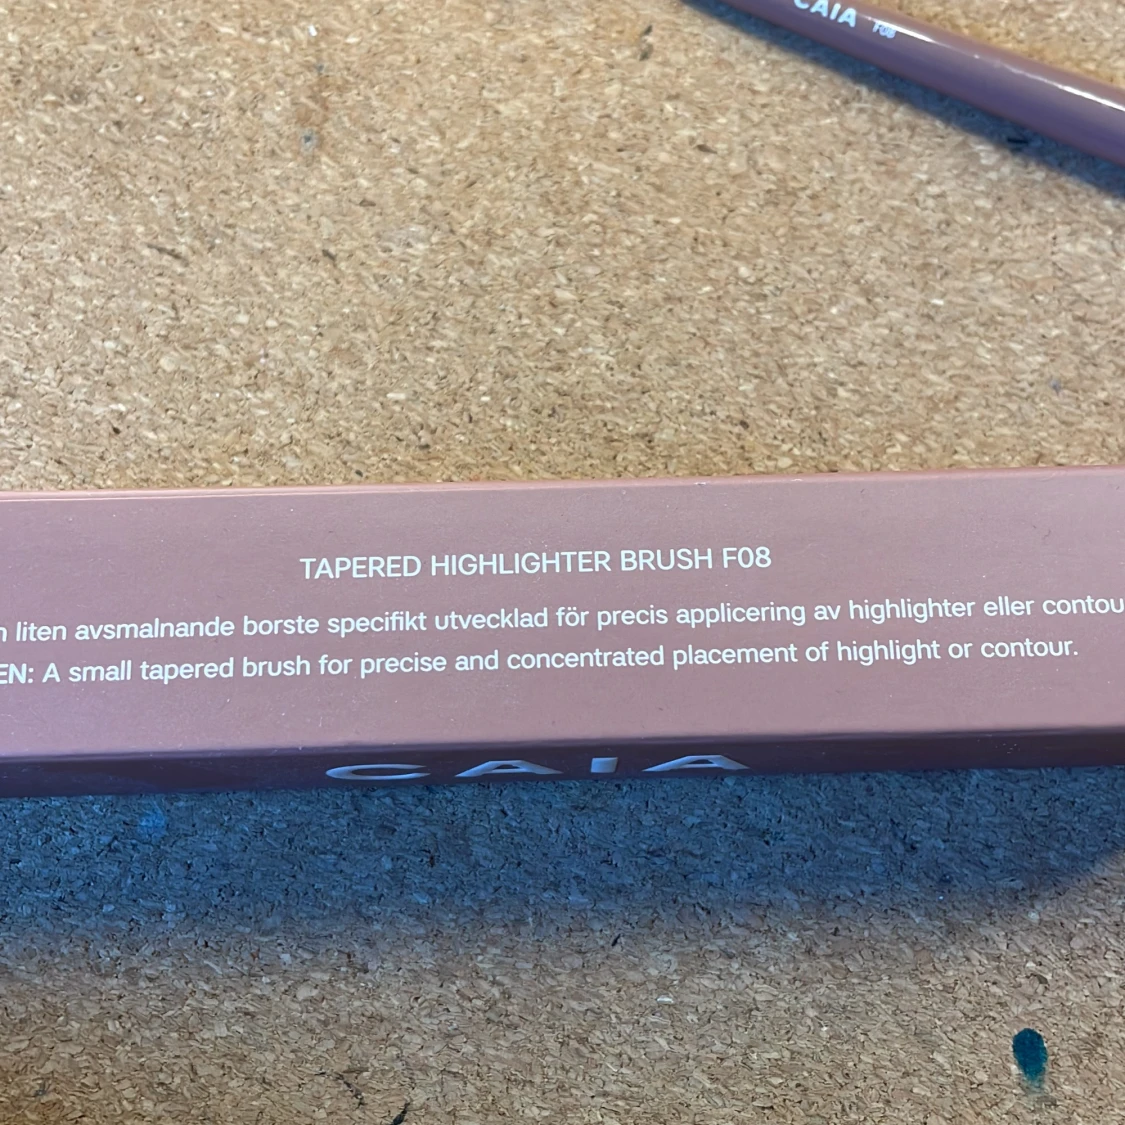 CAIA F08
TAPERED HIGHLIGHTER BRUSH F08
liten avsmalnande borste specifikt utvecklad för precis applicering av highlighter eller contou
EN: A small tapered brush for precise and concentrated placement of highlight or contour.
CAIA